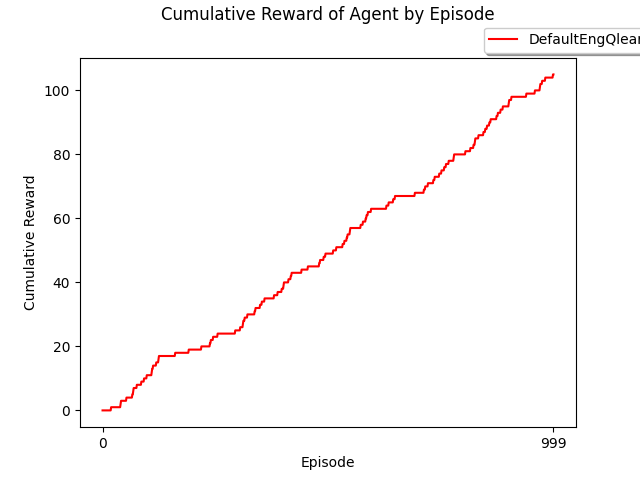 Cumulative Reward of Agent by Episode
DefaultEngQlear
100
80
60
40
20
0
Cumulative Reward
0
999
Episode